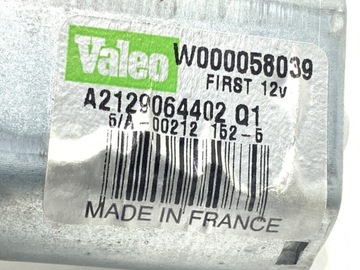 Valeo W000058039
FIRST 12v
A2129064402 Q1
6/A-00212 152-5
MADE IN FRANCE